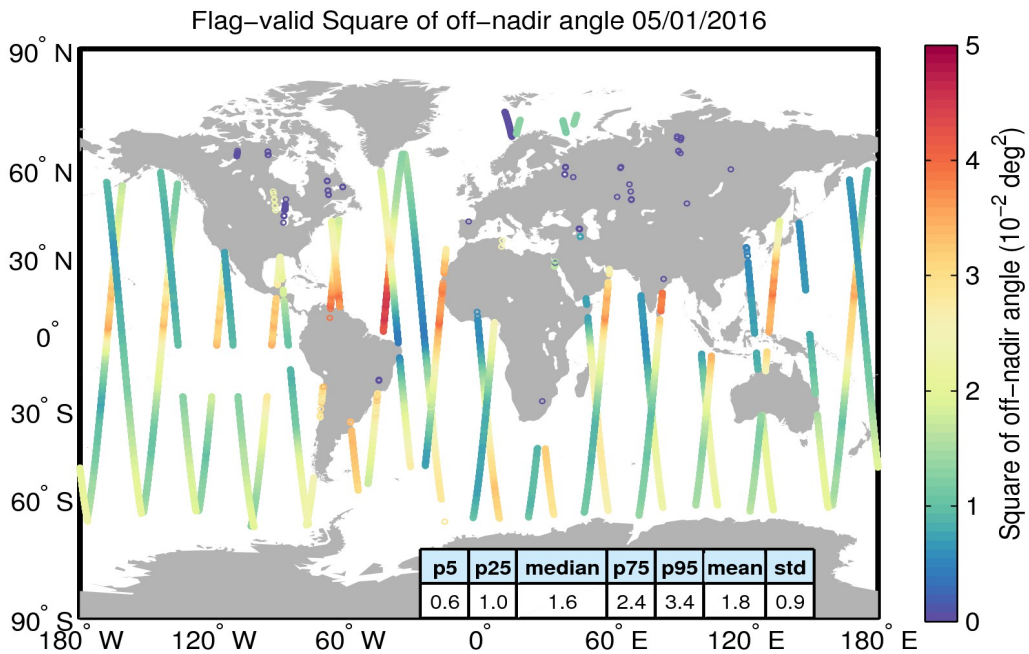 Flag−valid Square of off−nadir angle 05/01/2016
90° N
60° N
30° N
0°
30° S
60° S
90° S
180° W
120° W
60° W
0°
60° E
120° E
180° E
p5 p25 median p75 p95 mean std
0.6 1.0 1.6 2.4 3.4 1.8 0.9
5
4
3
2
1
0
Square of off−nadir angle (10⁻² deg²)